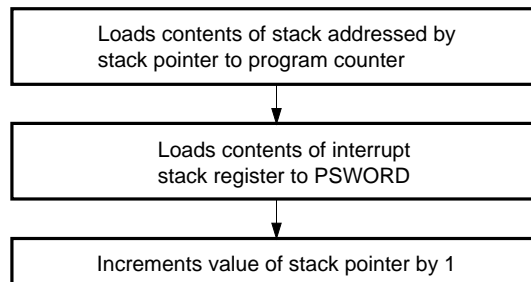 Loads contents of stack addressed by
stack pointer to program counter
Loads contents of interrupt
stack register to PSWORD
Increments value of stack pointer by 1